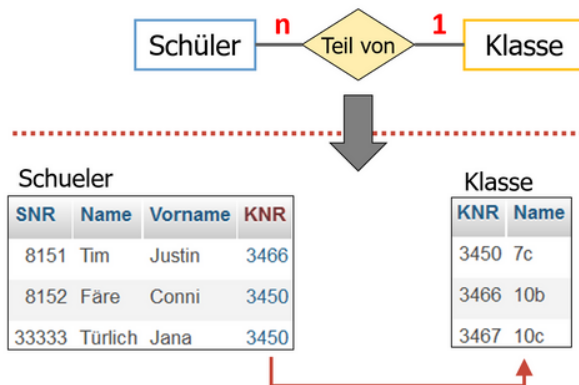 Schüler n Teil von 1 Klasse
Schueler
SNR Name Vorname KNR
8151 Tim Justin 3466
8152 Färe Conni 3450
33333 Türlich Jana 3450
Klasse
KNR Name
3450 7c
3466 10b
3467 10c